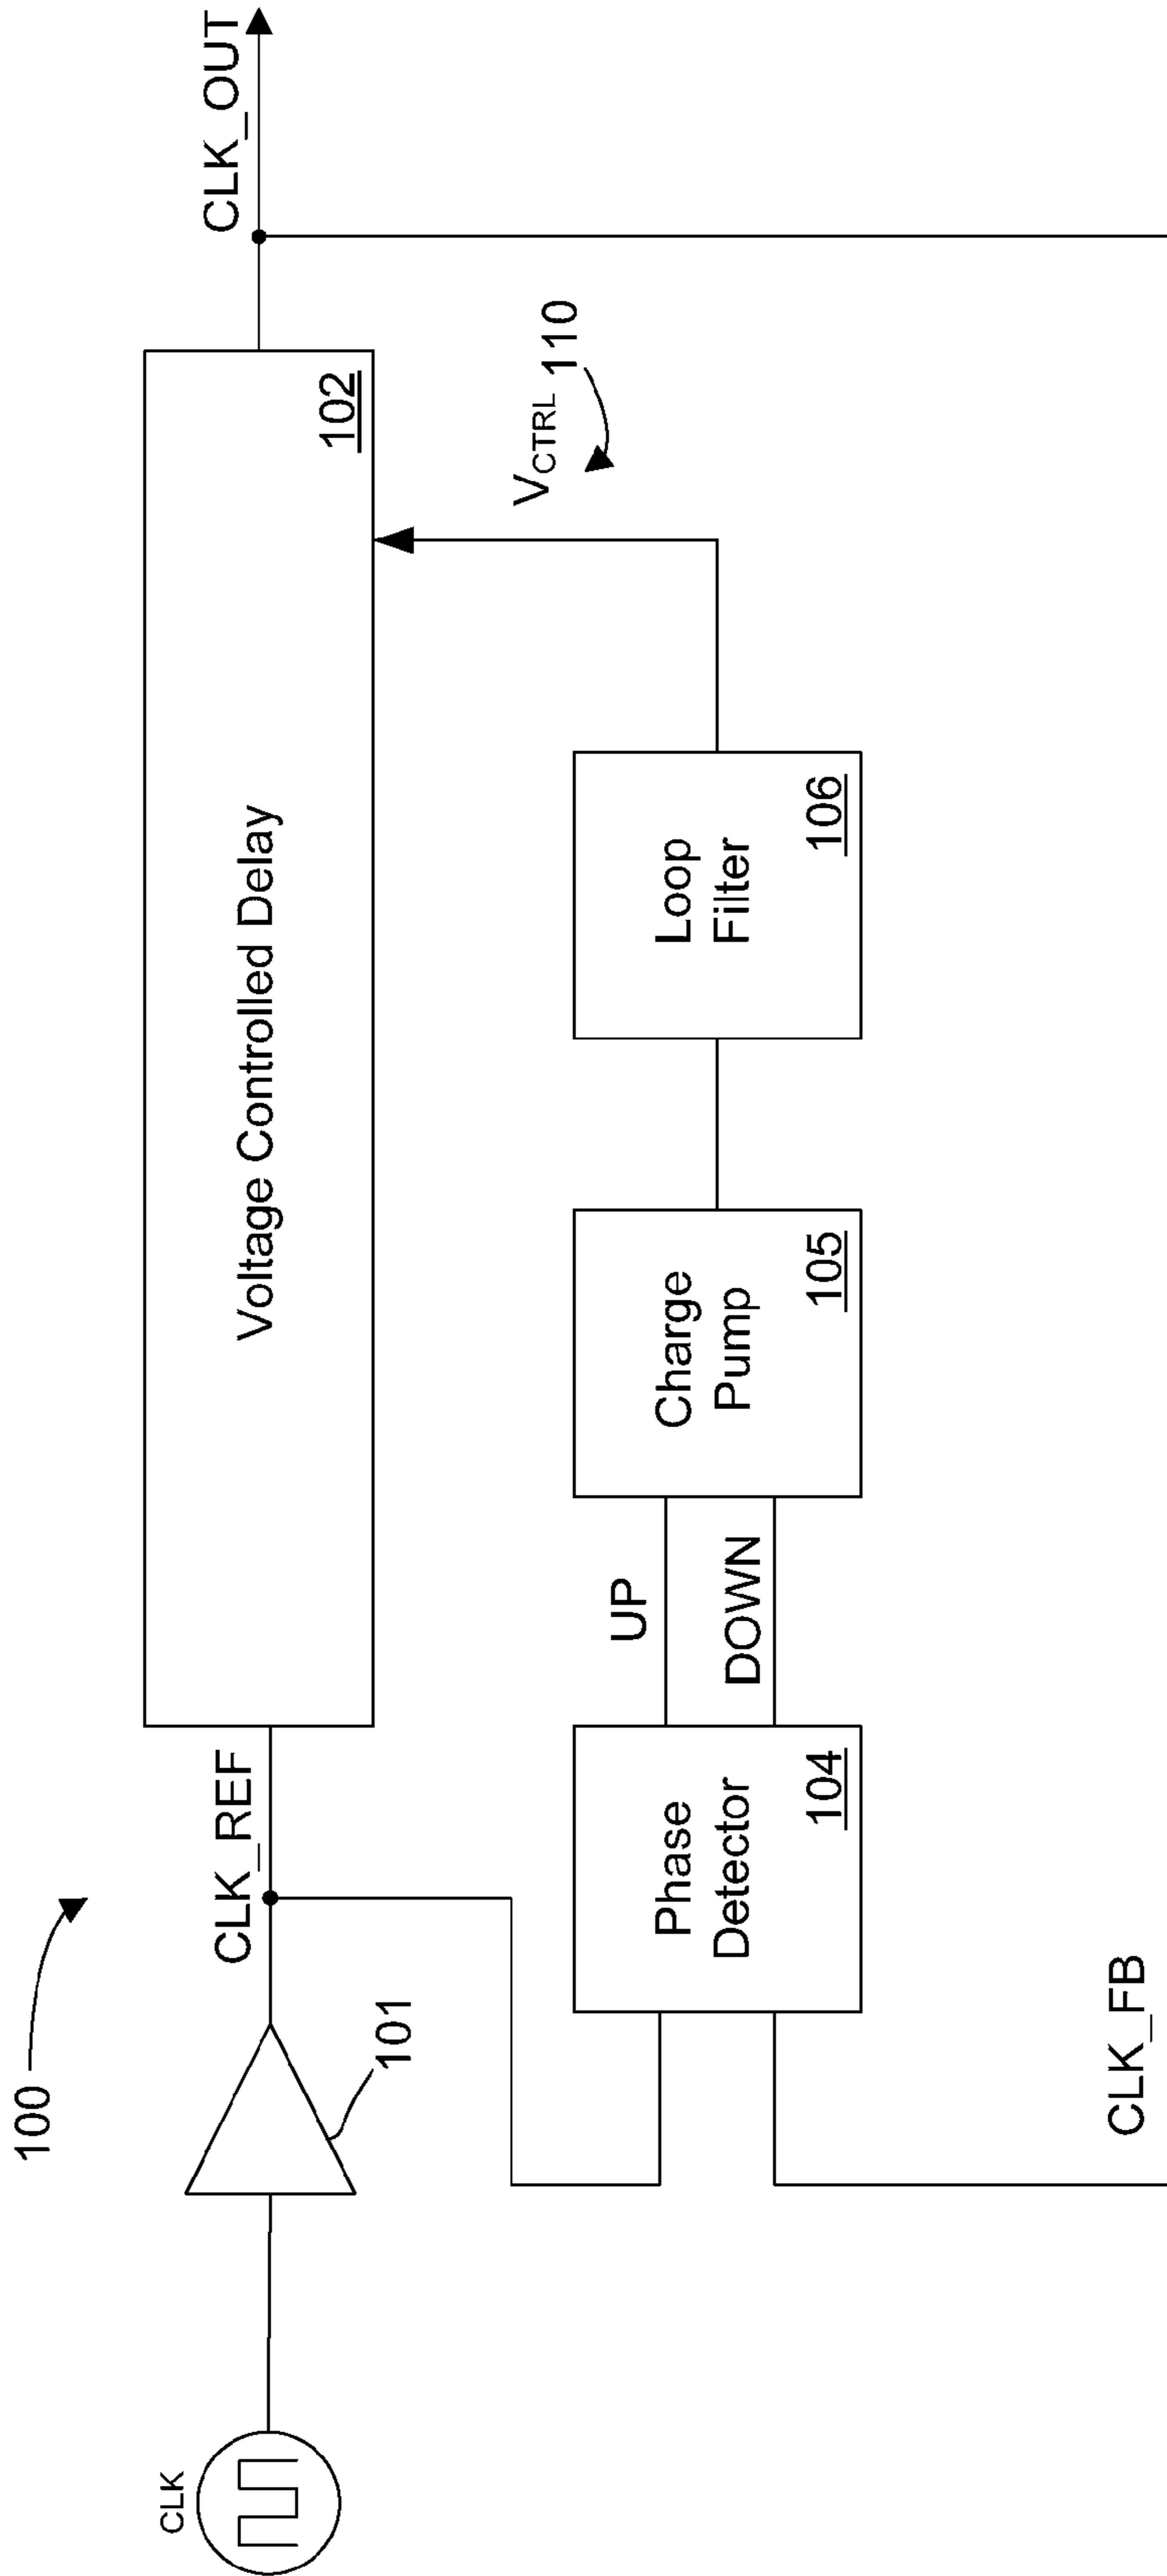 100
CLK
101
CLK_REF
Voltage Controlled Delay
102
CLK_OUT
V_CTRL 110
Phase
Detector
104
UP
DOWN
Charge
Pump
105
Loop
Filter
106
CLK_FB